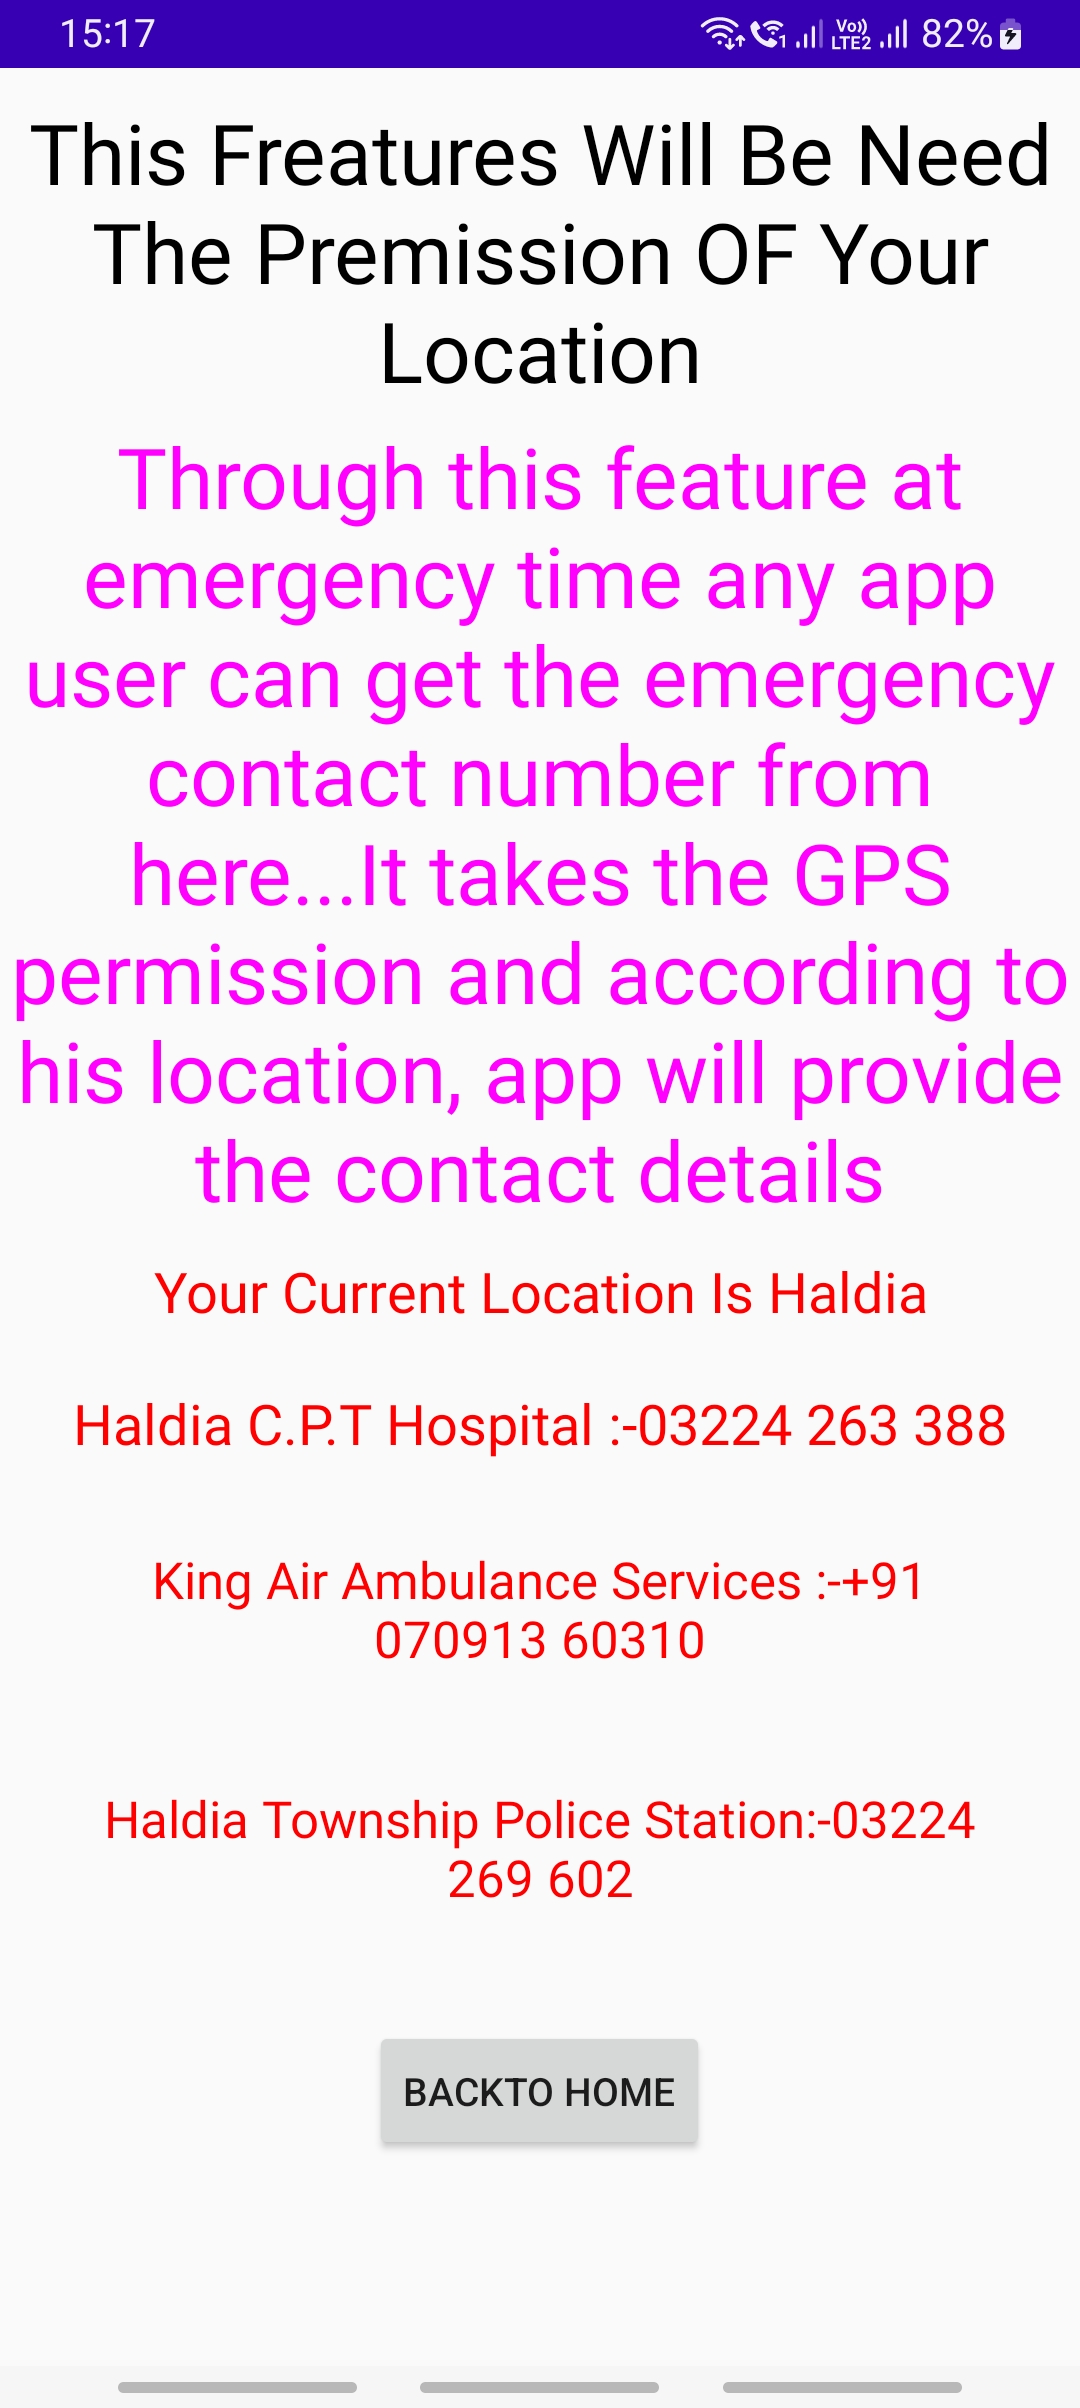 15:17 1 Vo)) LTE2 82%
This Freatures Will Be Need
The Premission OF Your
Location
Through this feature at
emergency time any app
user can get the emergency
contact number from
here...It takes the GPS
permission and according to
his location, app will provide
the contact details
Your Current Location Is Haldia
Haldia C.P.T Hospital :-03224 263 388
King Air Ambulance Services :-+91
070913 60310
Haldia Township Police Station:-03224
269 602
BACKTO HOME